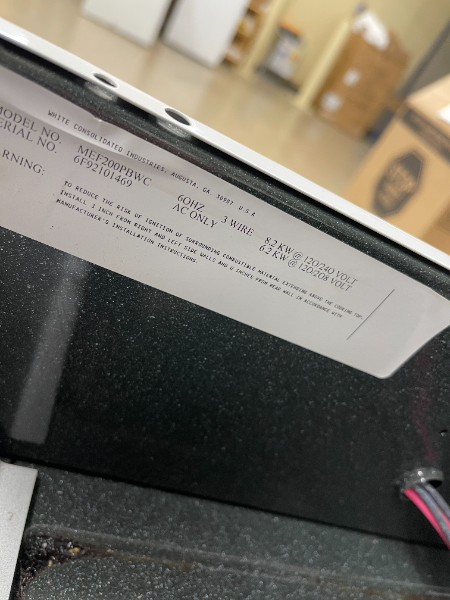 WHITE CONSOLIDATED INDUSTRIES, AUGUSTA, GA. 30907 U S A
MODEL NO. MEF200PBWC
ERIAL NO. 6F92101469
60HZ 3 WIRE 8.2 KW @ 120/240 VOLT
AC ONLY 6.2 KW @ 120/208 VOLT
RNING: TO REDUCE THE RISK OF IGNITION OF SURROUNDING COMBUSTIBLE MATERIAL EXTENDING ABOVE THE COOKING TOP:
INSTALL 1 INCH FROM RIGHT AND LEFT SIDE WALLS AND 0 INCHES FROM REAR WALL IN ACCORDANCE WITH
MANUFACTURER'S INSTALLATION INSTRUCTIONS.